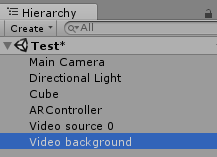 Hierarchy
Create All
Test*
Main Camera
Directional Light
Cube
ARController
Video source 0
Video background